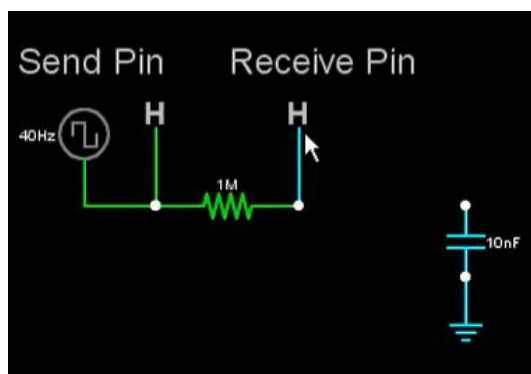 Send Pin Receive Pin
H H
40Hz
1M
10nF